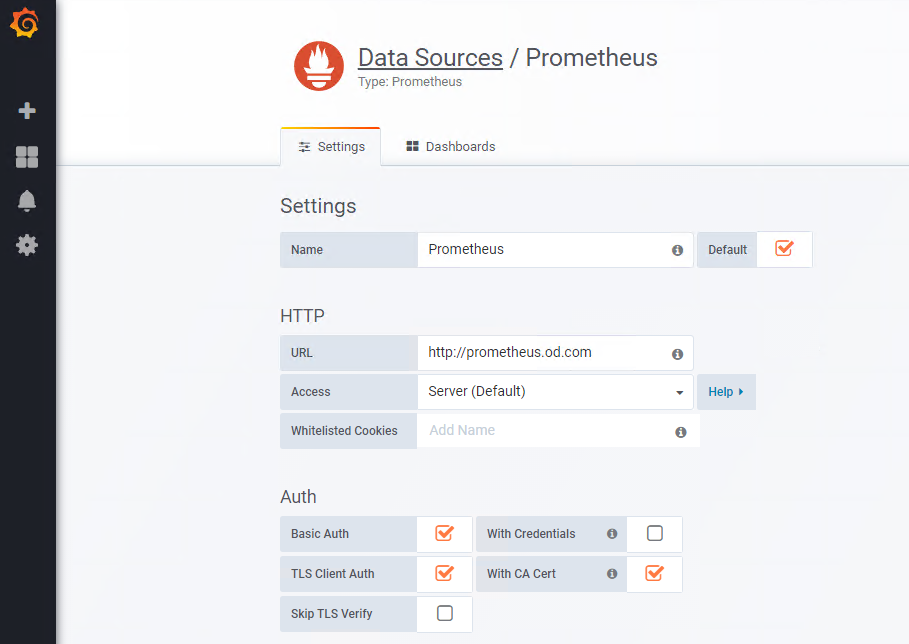 Data Sources / Prometheus
Type: Prometheus
Settings Dashboards
Settings
Name Prometheus Default
HTTP
URL http://prometheus.od.com
Access Server (Default) Help
Whitelisted Cookies Add Name
Auth
Basic Auth With Credentials
TLS Client Auth With CA Cert
Skip TLS Verify